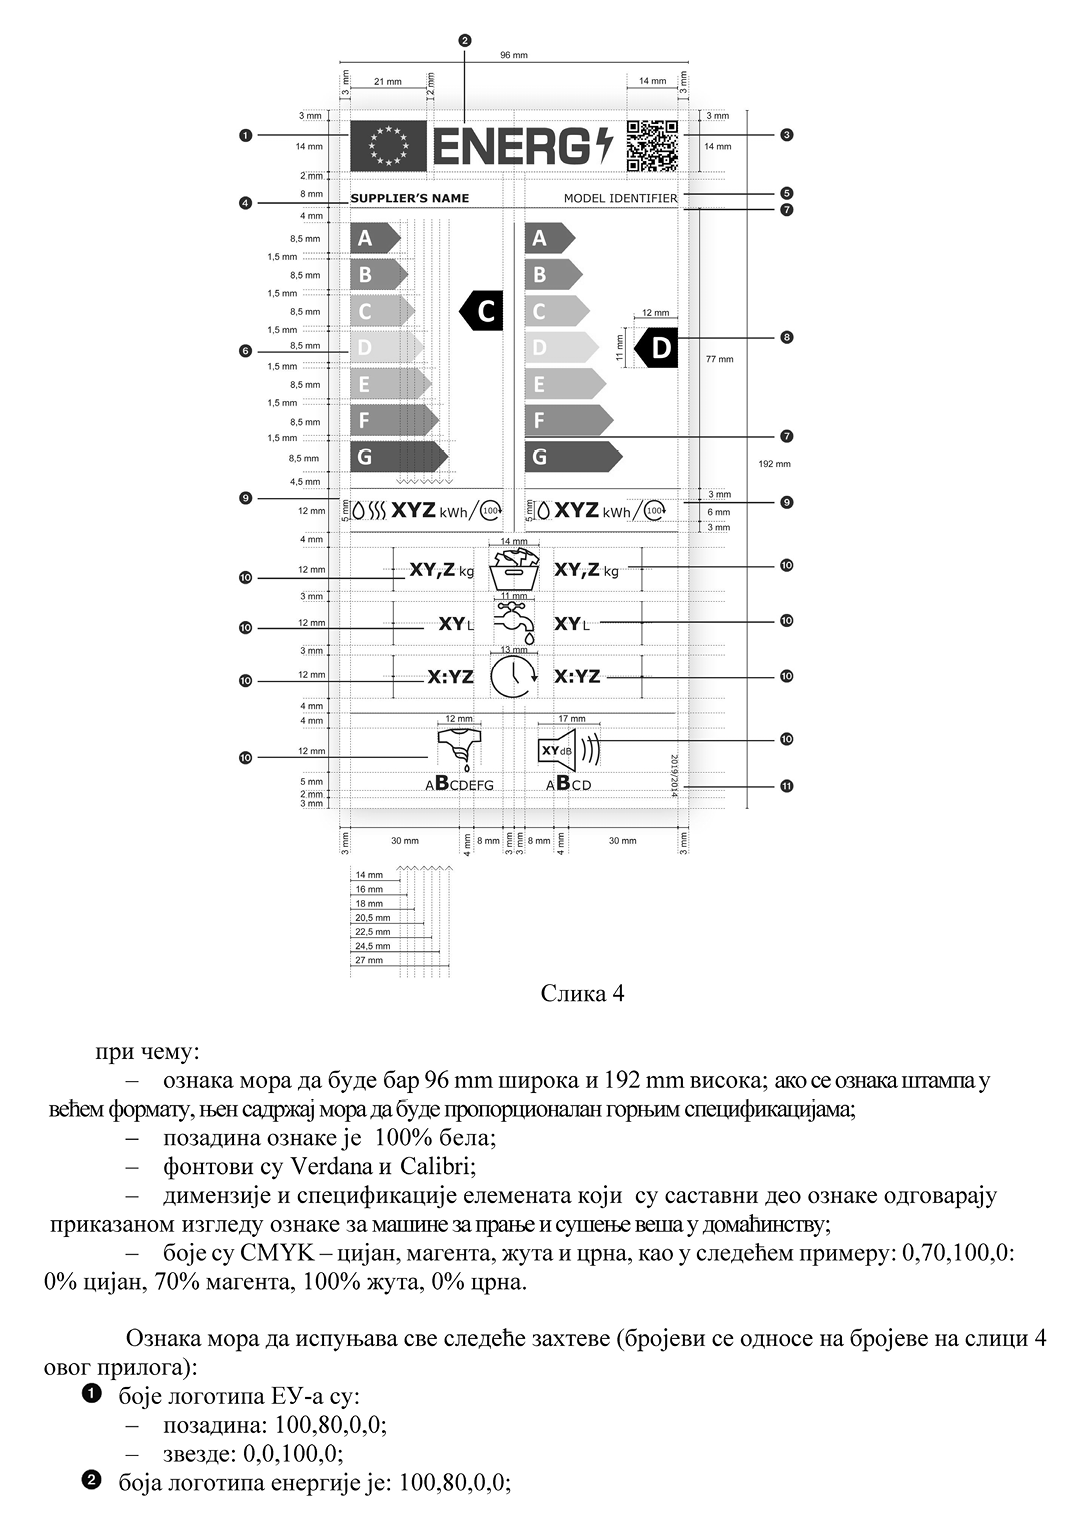 ❷
96 mm
3 mm
21 mm
2 mm
14 mm
3 mm
3 mm
3 mm
❶
ENERG
❸
14 mm
14 mm
2 mm
8 mm
SUPPLIER'S NAME
MODEL IDENTIFIER
❺
❹
❼
4 mm
8,5 mm
A
A
1,5 mm
8,5 mm
B
B
1,5 mm
8,5 mm
C
C
C
12 mm
1,5 mm
❻
8,5 mm
D
D
11 mm
D
❽
77 mm
1,5 mm
8,5 mm
E
E
1,5 mm
8,5 mm
F
F
1,5 mm
❼
8,5 mm
G
G
192 mm
4,5 mm
❾
3 mm
❾
12 mm
5 mm
XYZ kWh/100
5 mm
XYZ kWh/100
6 mm
3 mm
4 mm
14 mm
❿
12 mm
XY,Z kg
XY,Z kg
❿
3 mm
11 mm
❿
12 mm
XY L
XY L
❿
3 mm
13 mm
❿
12 mm
X:YZ
X:YZ
❿
4 mm
4 mm
12 mm
17 mm
❿
12 mm
XY dB
❿
5 mm
ABCDEFG
ABCD
2019/2014
⓫
2 mm
3 mm
3 mm
30 mm
4 mm
8 mm
3 mm
3 mm
8 mm
4 mm
30 mm
3 mm
14 mm
16 mm
18 mm
20,5 mm
22,5 mm
24,5 mm
27 mm
Слика 4
при чему:
– ознака мора да буде бар 96 mm широка и 192 mm висока; ако се ознака штампа у
већем формату, њен садржај мора да буде пропорционалан горњим спецификацијама;
– позадина ознаке је 100% бела;
– фонтови су Verdana и Calibri;
– димензије и спецификације елемената који су саставни део ознаке одговарају
приказаном изгледу ознаке за машине за прање и сушење веша у домаћинству;
– боје су CMYK – цијан, магента, жута и црна, као у следећем примеру: 0,70,100,0:
0% цијан, 70% магента, 100% жута, 0% црна.
Ознака мора да испуњава све следеће захтеве (бројеви се односе на бројеве на слици 4
овог прилога):
❶ боје логотипа ЕУ-а су:
– позадина: 100,80,0,0;
– звезде: 0,0,100,0;
❷ боја логотипа енергије је: 100,80,0,0;